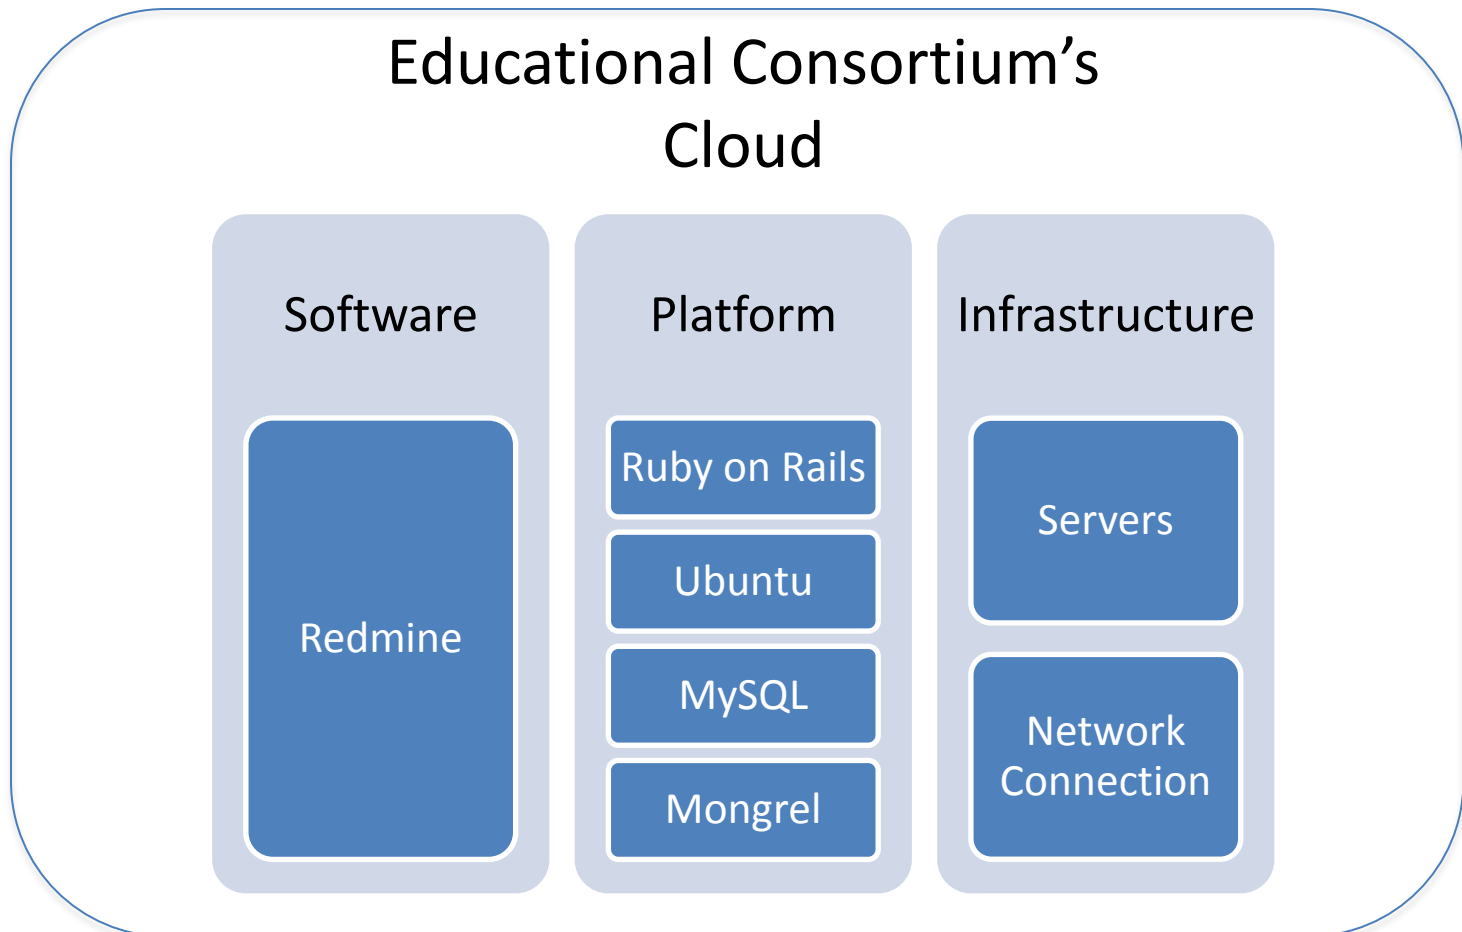 Educational Consortium’s
Cloud
Software
Redmine
Platform
Ruby on Rails
Ubuntu
MySQL
Mongrel
Infrastructure
Servers
Network
Connection